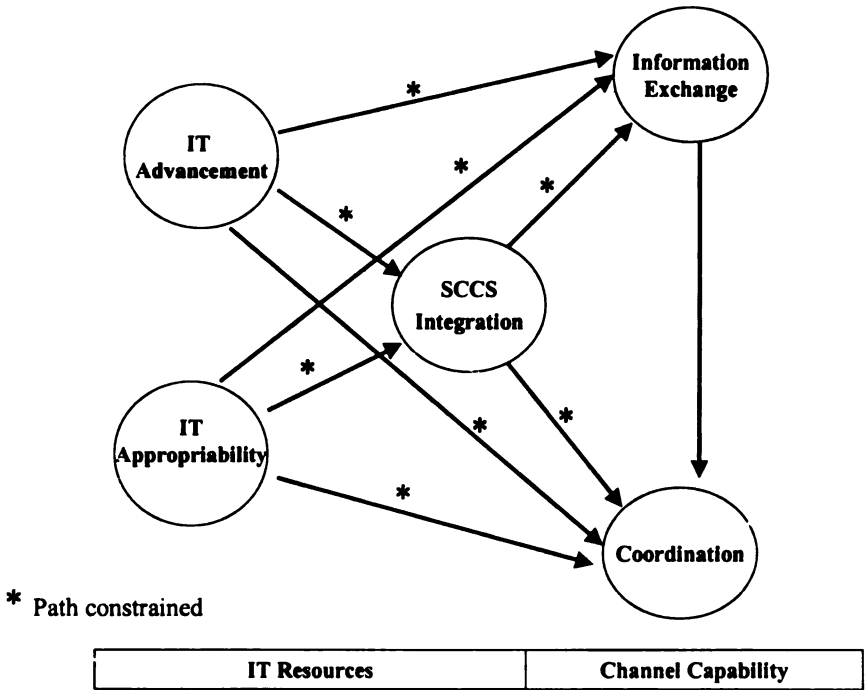 Information
Exchange
*
IT
Advancement
*
*
*
SCCS
Integration
*
IT
Appropriability
*
*
*
Coordination
* Path constrained
IT Resources
Channel Capability